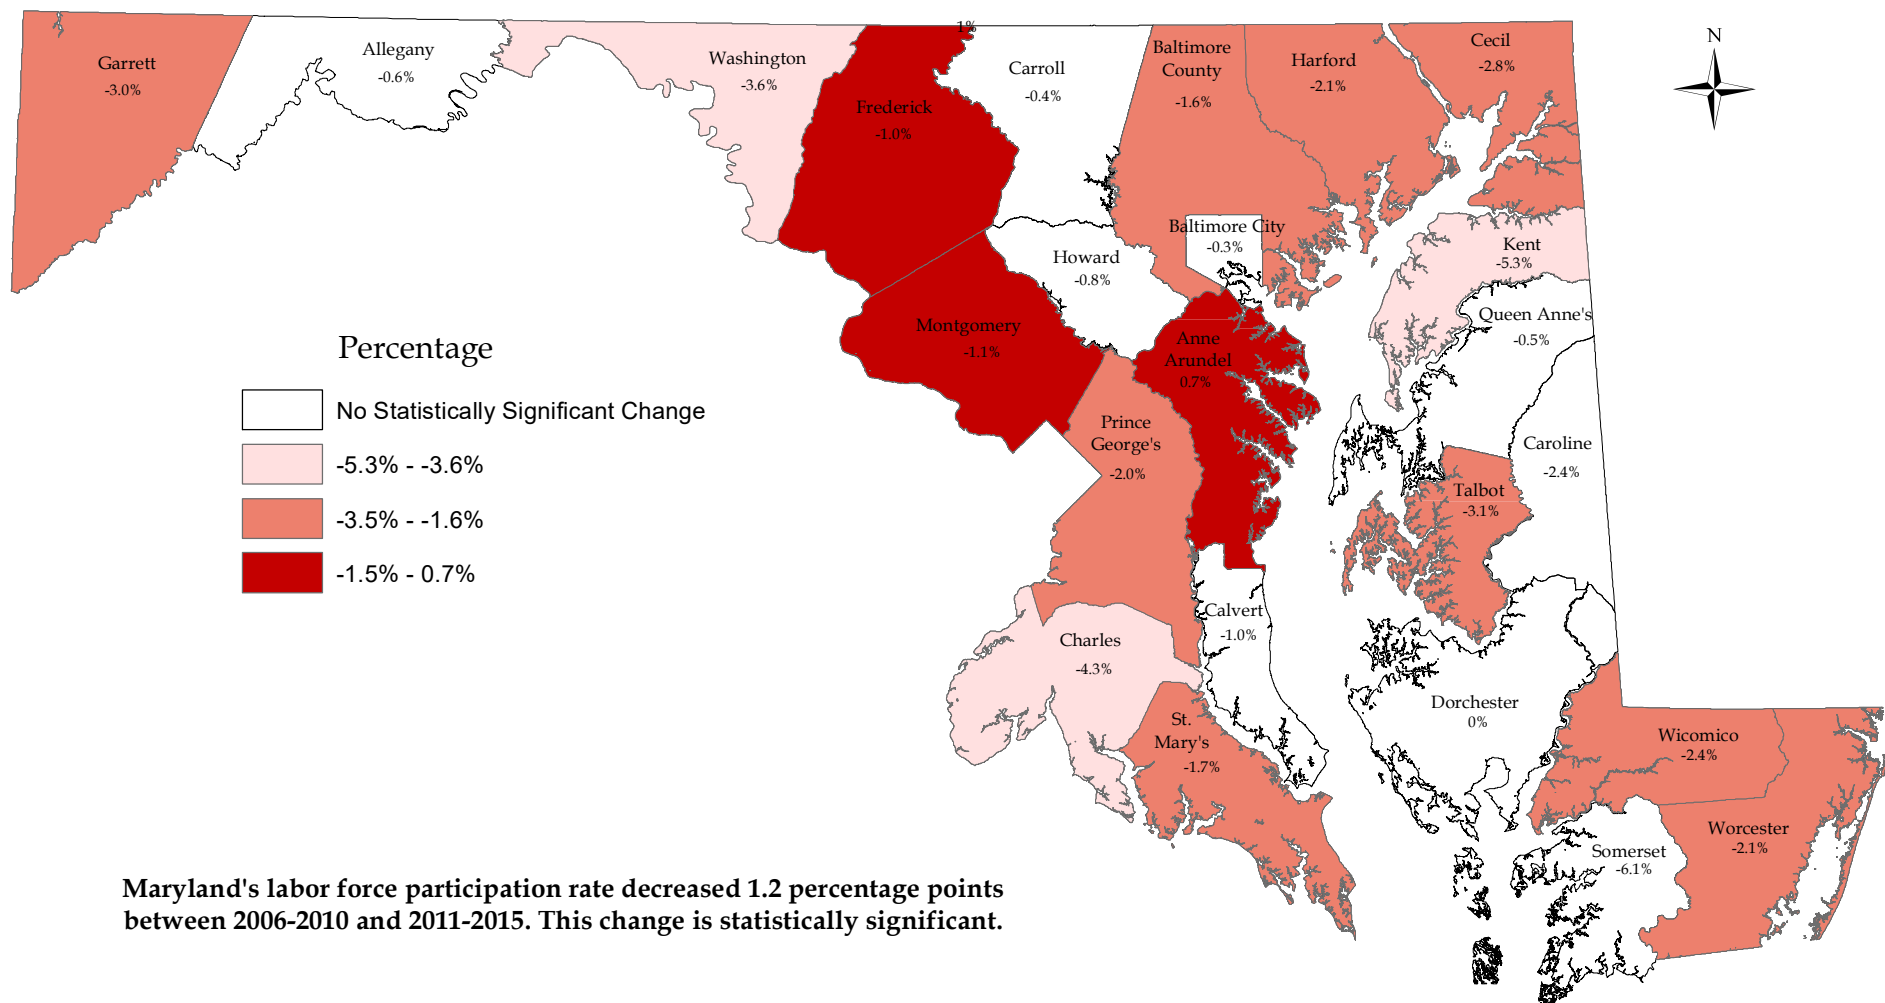 1%
N
Garrett
-3.0%
Allegany
-0.6%
Washington
-3.6%
Frederick
-1.0%
Carroll
-0.4%
Baltimore
County
-1.6%
Harford
-2.1%
Cecil
-2.8%
Baltimore City
-0.3%
Howard
-0.8%
Kent
-5.3%
Queen Anne's
-0.5%
Montgomery
-1.1%
Anne
Arundel
0.7%
Prince
George's
-2.0%
Caroline
-2.4%
Talbot
-3.1%
Calvert
-1.0%
Charles
-4.3%
St.
Mary's
-1.7%
Dorchester
0%
Wicomico
-2.4%
Worcester
-2.1%
Somerset
-6.1%
Percentage
No Statistically Significant Change
-5.3% - -3.6%
-3.5% - -1.6%
-1.5% - 0.7%
Maryland's labor force participation rate decreased 1.2 percentage points
between 2006-2010 and 2011-2015. This change is statistically significant.